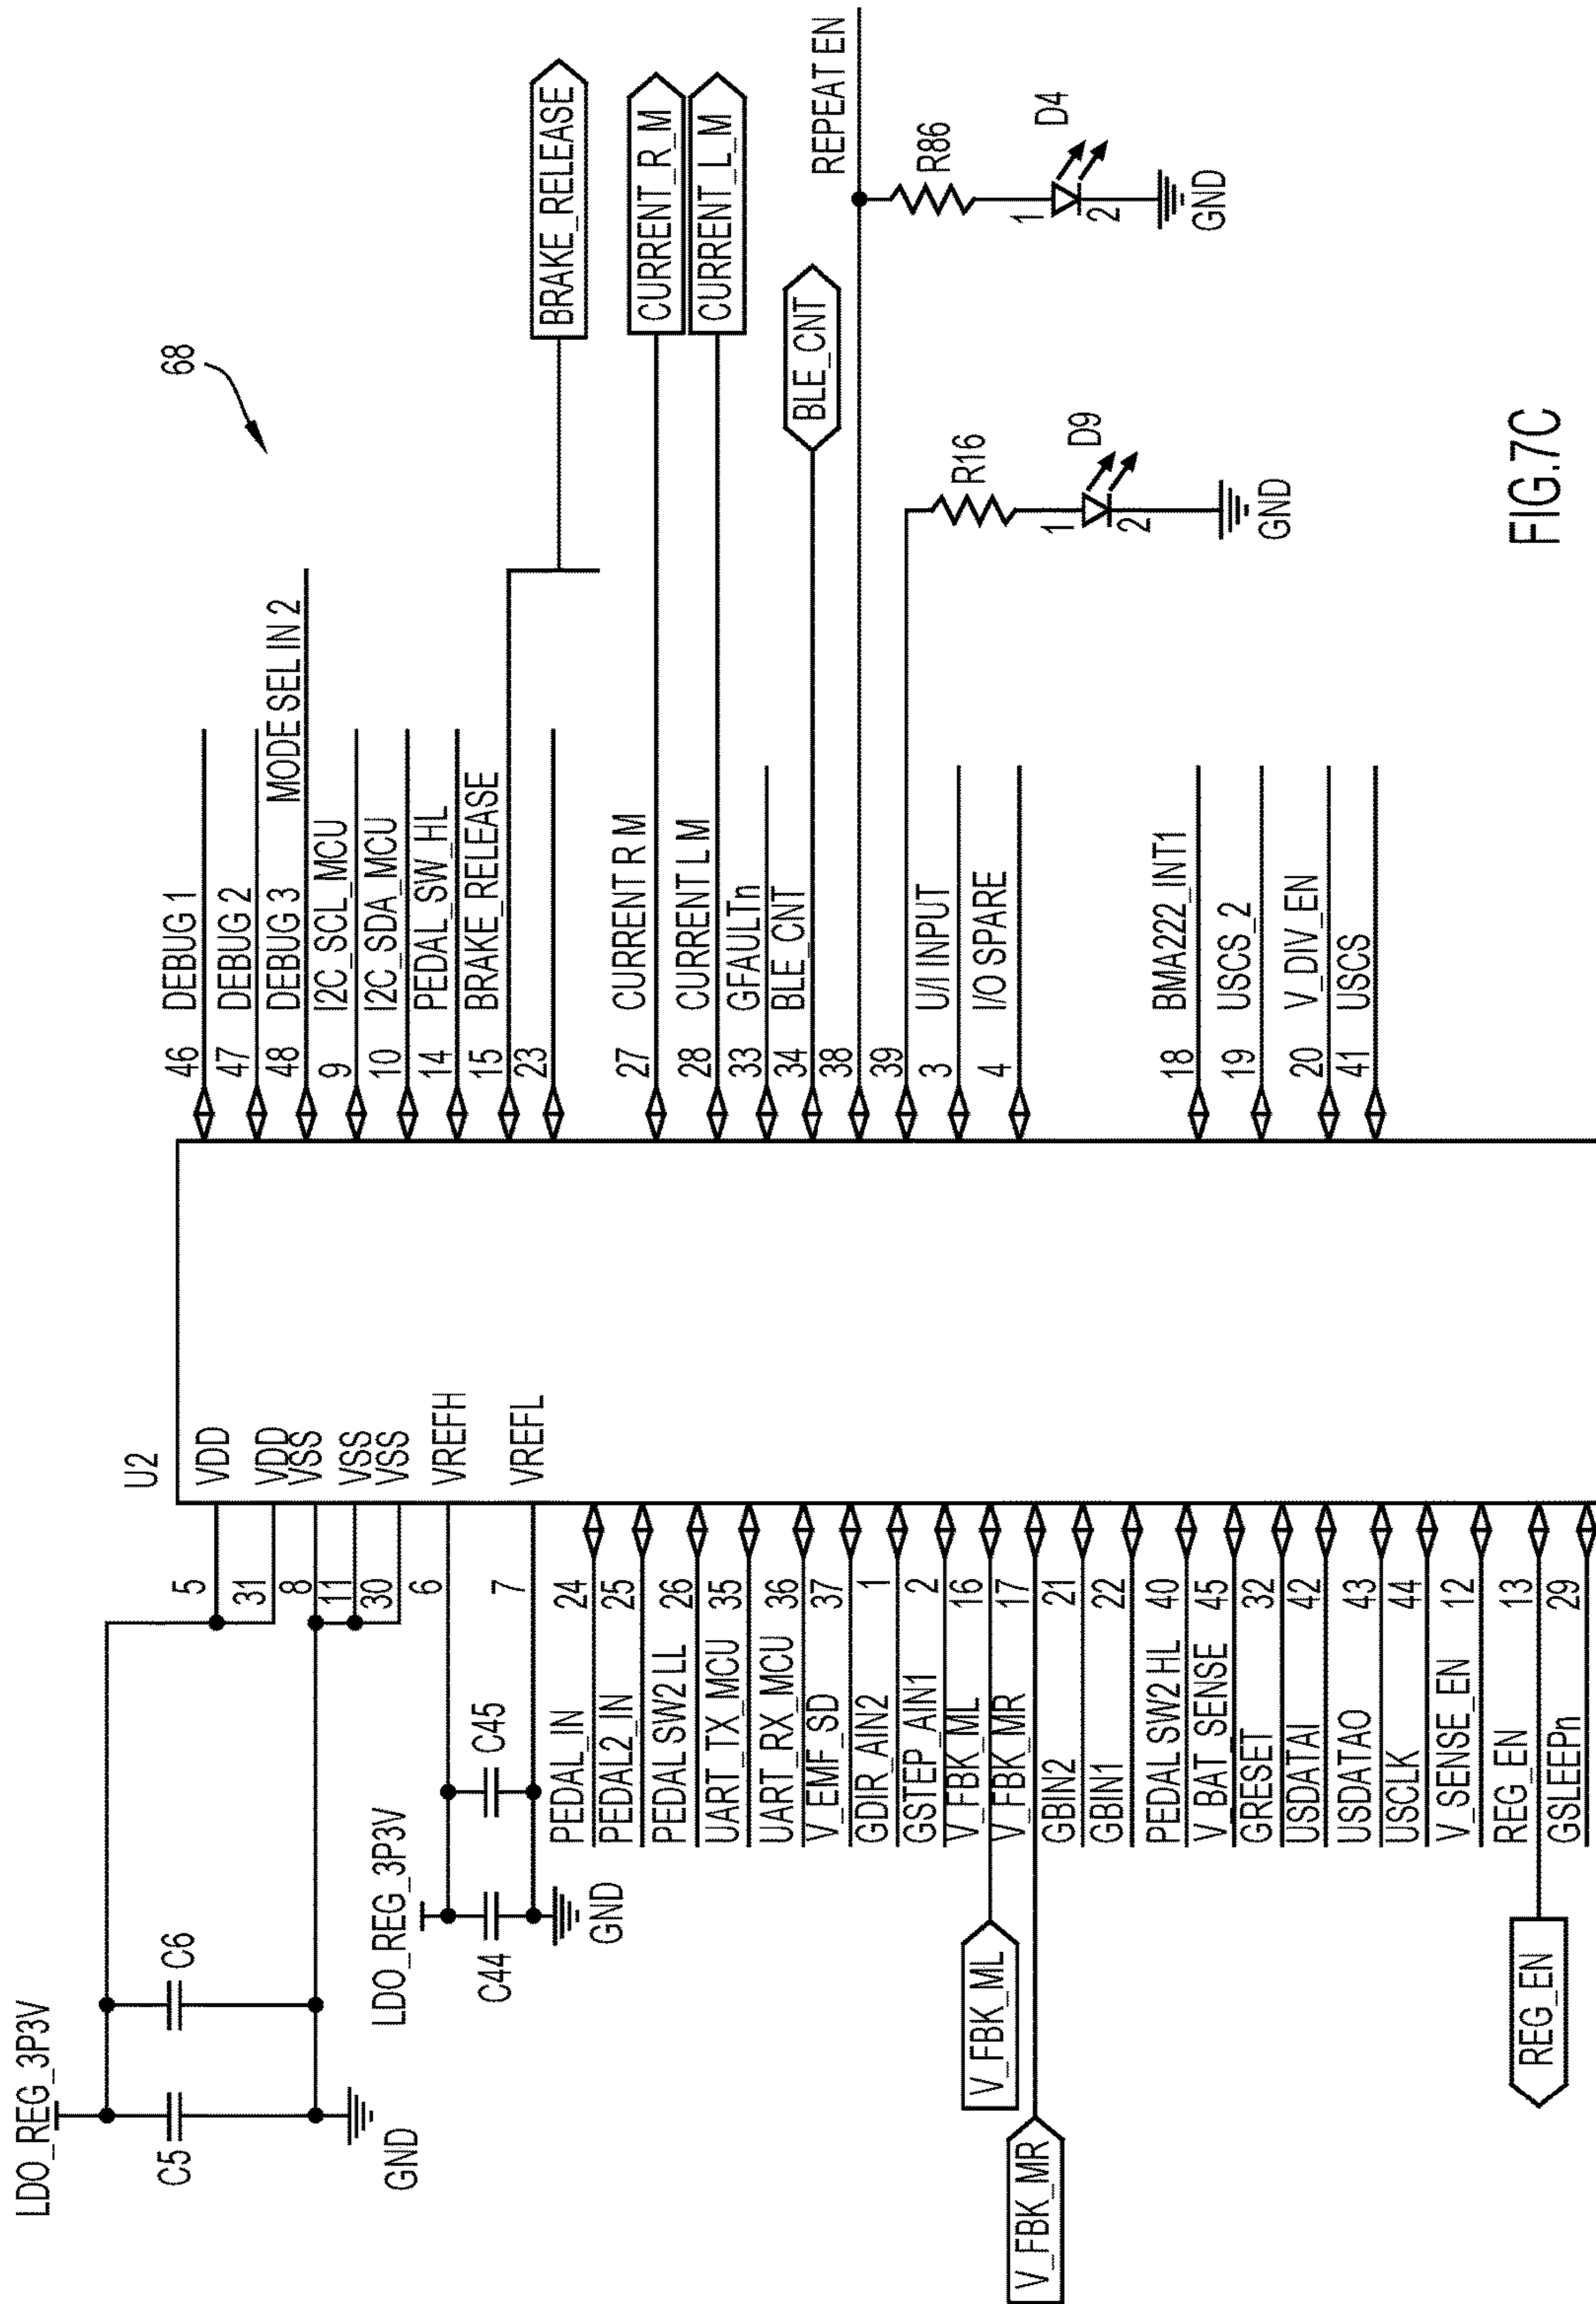 68
U2
LDO_REG_3P3V
C5
C6
GND
5
VDD
31
VDD
8
VSS
11
VSS
30
VSS
LDO_REG_3P3V
6
VREFH
C44
C45
7
VREFL
GND
PEDAL_IN 24
PEDAL2_IN 25
PEDAL SW2 LL 26
UART_TX_MCU 35
UART_RX_MCU 36
V_EMF_SD 37
GDIR_AIN2 1
GSTEP_AIN1 2
V_FBK_ML
V_FBK_ML 16
V_FBK_MR
V_FBK_MR 17
GBIN2 21
GBIN1 22
PEDAL SW2 HL 40
V_BAT_SENSE 45
GRESET 32
USDATAI 42
USDATAO 43
USCLK 44
V_SENSE_EN 12
REG_EN
REG_EN 13
GSLEEPn 29
46 DEBUG 1
47 DEBUG 2
48 DEBUG 3 MODE SEL IN 2
9 I2C_SCL_MCU
10 I2C_SDA_MCU
14 PEDAL_SW_HL
15 BRAKE_RELEASE
BRAKE_RELEASE
23
27 CURRENT R M
CURRENT_R_M
28 CURRENT L M
CURRENT_L_M
33 GFAULTn
34 BLE_CNT
BLE_CNT
38
REPEAT EN
R86
1
D4
2
GND
39
R16
1
D9
2
GND
3 U/I INPUT
4 I/O SPARE
18 BMA222_INT1
19 USCS_2
20 V_DIV_EN
41 USCS
FIG.7C